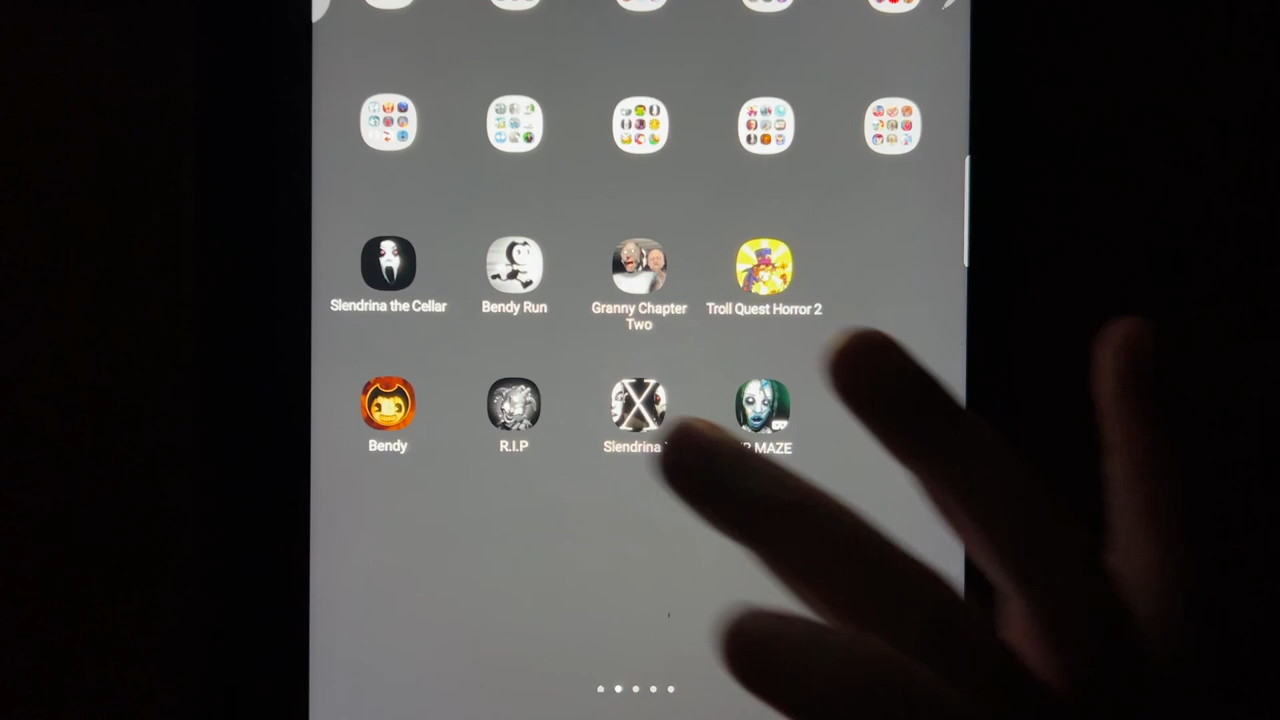 Slendrina the Cellar
Bendy Run
Granny Chapter
Two
Troll Quest Horror 2
Bendy
R.I.P
Slendrina
MAZE